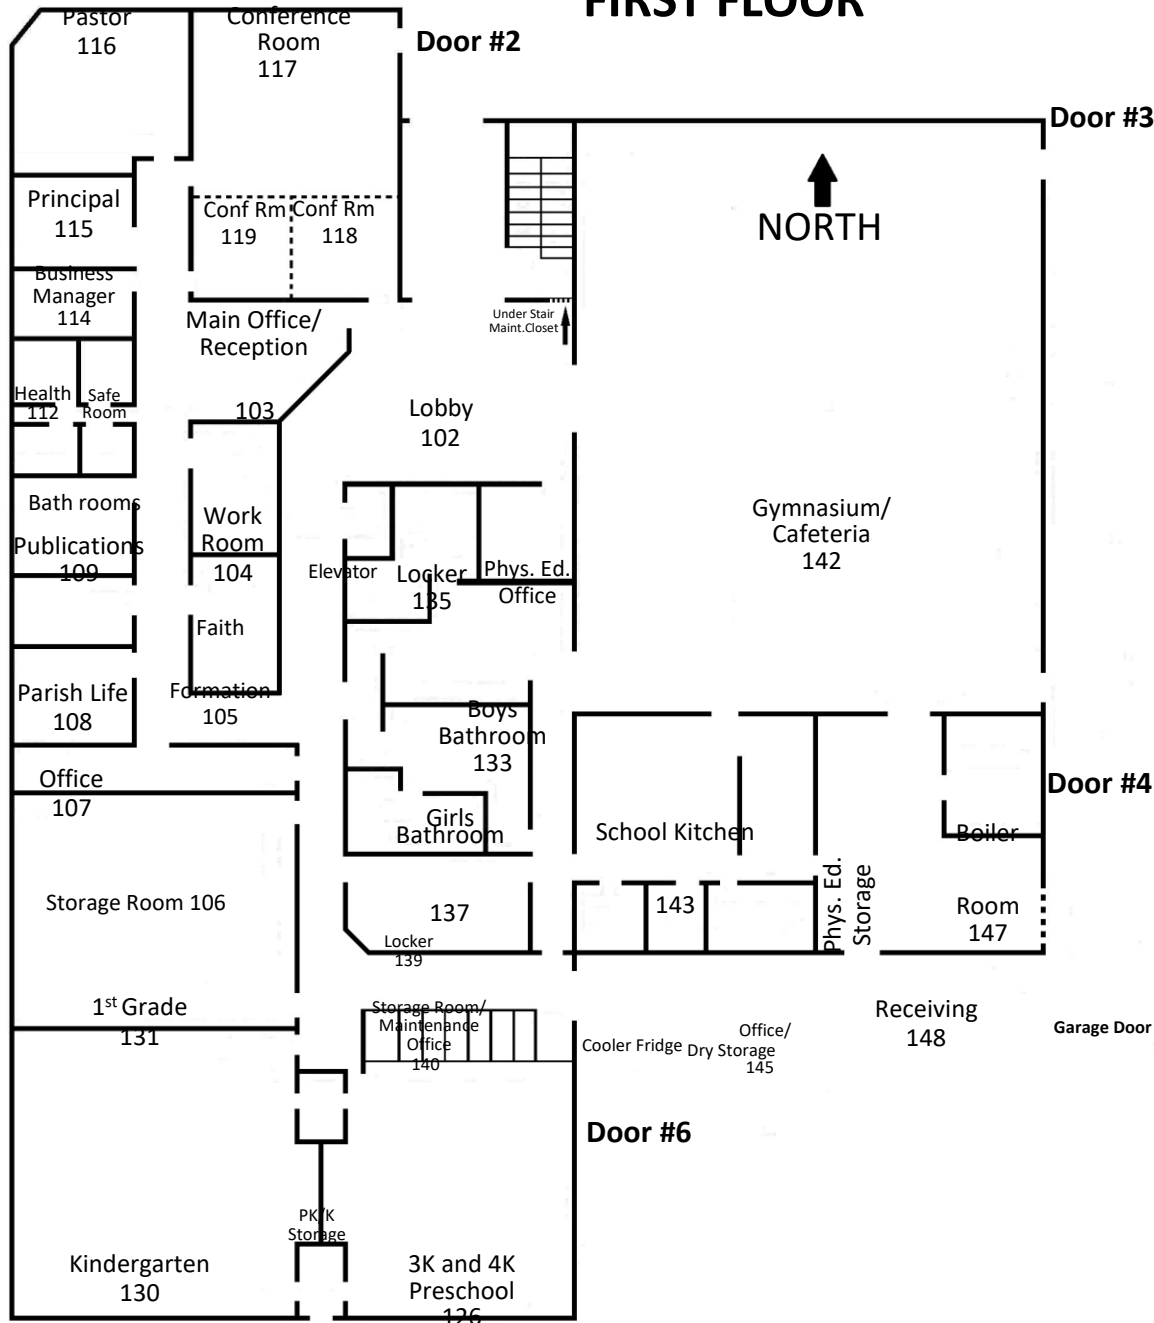 FIRST FLOOR
Pastor
116
Conference
Room
117
Door #2
Door #3
NORTH
Principal
115
Conf Rm
119
Conf Rm
118
Business
Manager
114
Main Office/
Reception
103
Under Stair
Maint.Closet
Health
112
Safe
Room
Lobby
102
Bath rooms
Publications
109
Work
Room
104
Elevator
Locker
135
Phys. Ed.
Office
Gymnasium/
Cafeteria
142
Faith
Formation
105
Parish Life
108
Boys
Bathroom
133
Office
107
Door #4
Girls
Bathroom
School Kitchen
Boiler
Room
147
Phys. Ed.
Storage
Storage Room 106
137
143
Locker
139
1st Grade
131
Storage Room/
Maintenance
Office
140
Cooler Fridge
Office/
Dry Storage
145
Receiving
148
Garage Door
Door #6
PK/K
Storage
Kindergarten
130
3K and 4K
Preschool
126